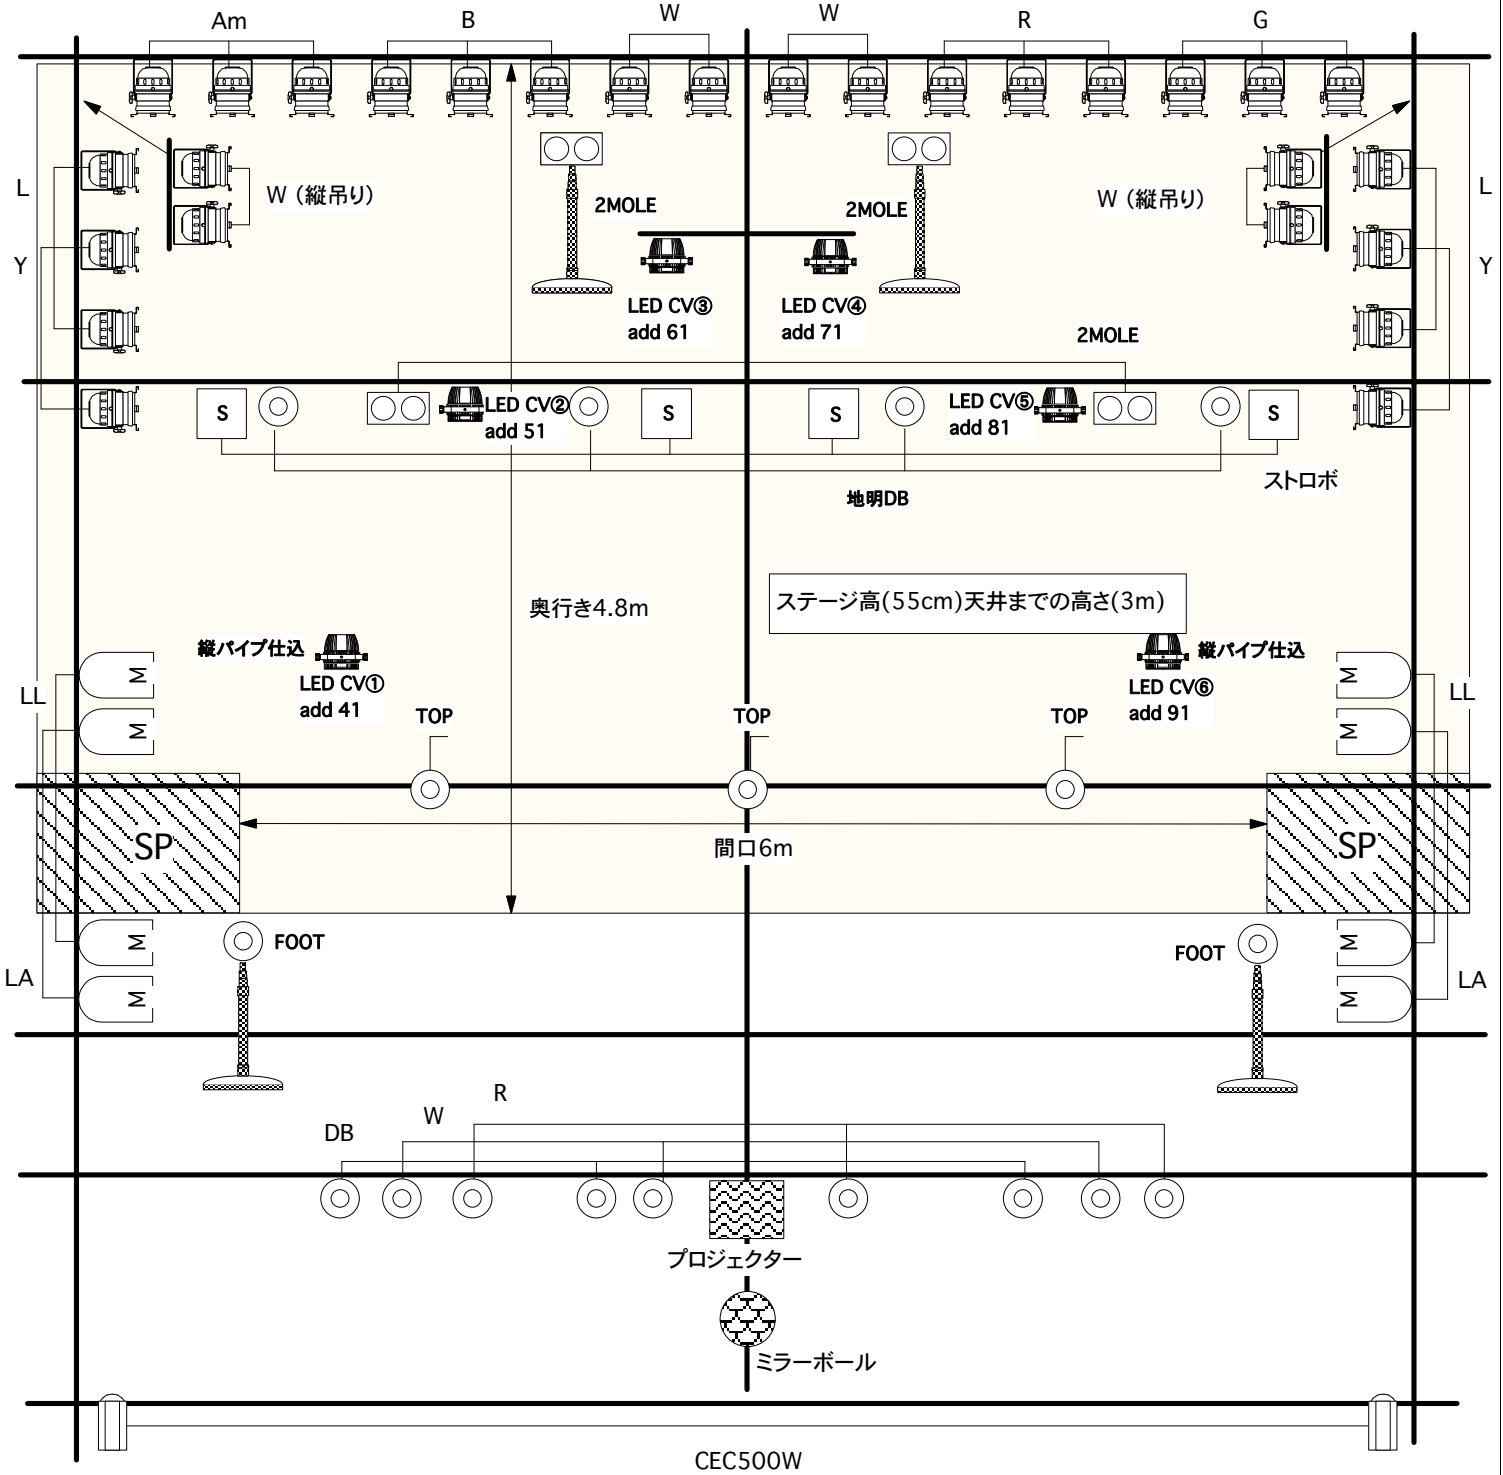 Am B W W R G
L L
W（縦吊り） W（縦吊り）
2MOLE 2MOLE
Y Y
LED CV③ LED CV④
add 61 add 71
2MOLE
LED CV② LED CV⑤
add 51 add 81
S S S S
ストロボ
地明DB
奥行き4.8m
ステージ高(55cm)天井までの高さ(3m)
縦パイプ仕込 縦パイプ仕込
M M
LED CV① LED CV⑥
add 41 add 91
LL LL
TOP TOP TOP
M M
SP SP
間口6m
M FOOT FOOT M
LA LA
M M
R
W
DB
プロジェクター
ミラーボール
CEC500W